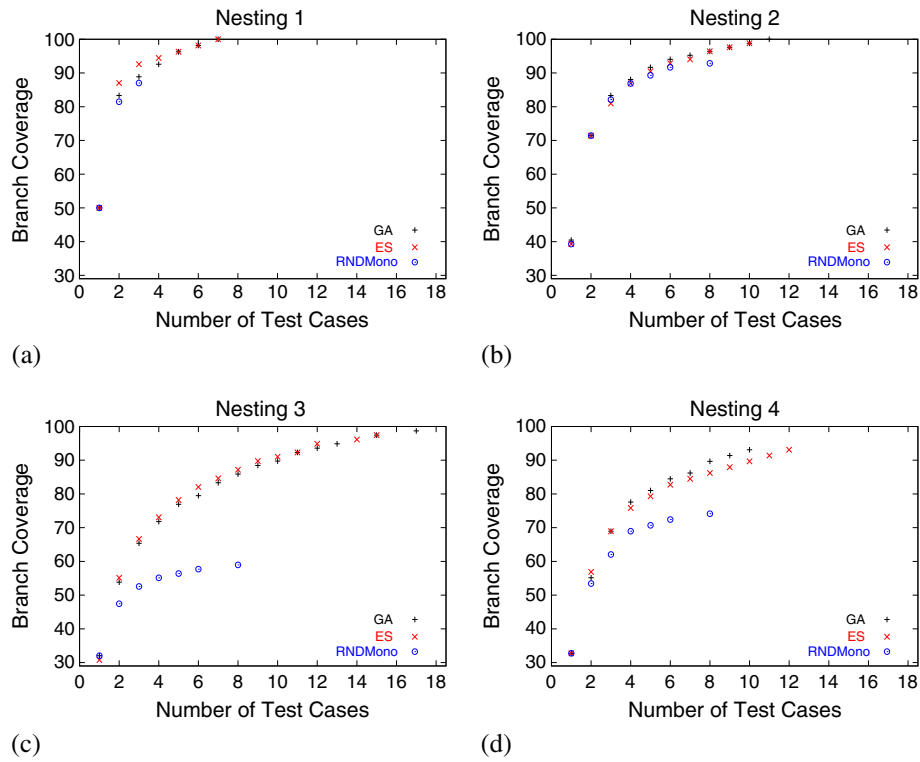 Nesting 1
100
90
80
70
60
50
40
30
Branch Coverage
GA
ES
RNDMono
0 2 4 6 8 10 12 14 16 18
Number of Test Cases
(a)
Nesting 2
100
90
80
70
60
50
40
30
Branch Coverage
GA
ES
RNDMono
0 2 4 6 8 10 12 14 16 18
Number of Test Cases
(b)
Nesting 3
100
90
80
70
60
50
40
30
Branch Coverage
GA
ES
RNDMono
0 2 4 6 8 10 12 14 16 18
Number of Test Cases
(c)
Nesting 4
100
90
80
70
60
50
40
30
Branch Coverage
GA
ES
RNDMono
0 2 4 6 8 10 12 14 16 18
Number of Test Cases
(d)